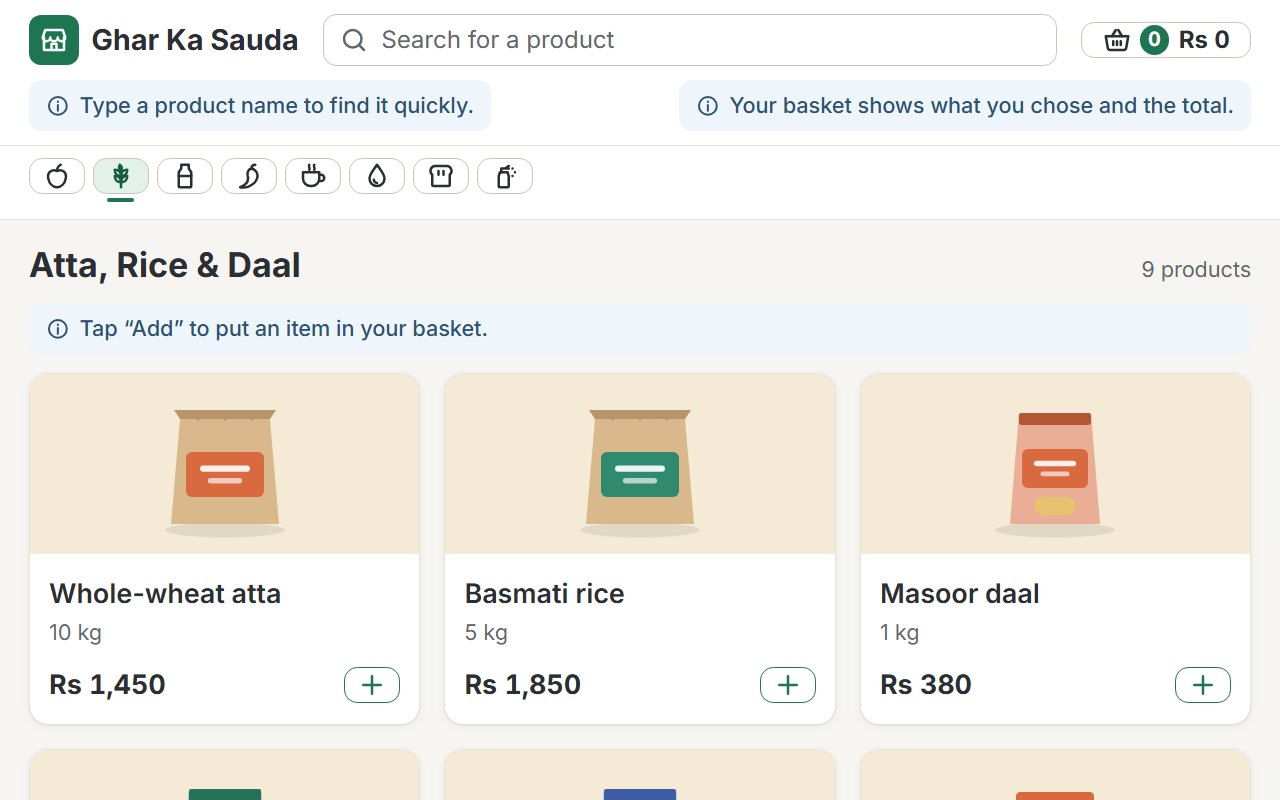 Ghar Ka Sauda
Search for a product
0 Rs 0
Type a product name to find it quickly.
Your basket shows what you chose and the total.
Atta, Rice & Daal
9 products
Tap “Add” to put an item in your basket.
Whole-wheat atta
10 kg
Rs 1,450
Basmati rice
5 kg
Rs 1,850
Masoor daal
1 kg
Rs 380